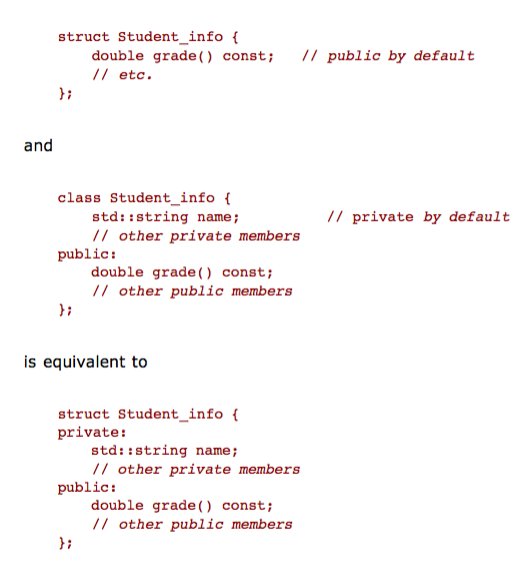 struct Student_info {
double grade() const; // public by default
// etc.
};
and
class Student_info {
std::string name; // private by default
// other private members
public:
double grade() const;
// other public members
};
is equivalent to
struct Student_info {
private:
std::string name;
// other private members
public:
double grade() const;
// other public members
};